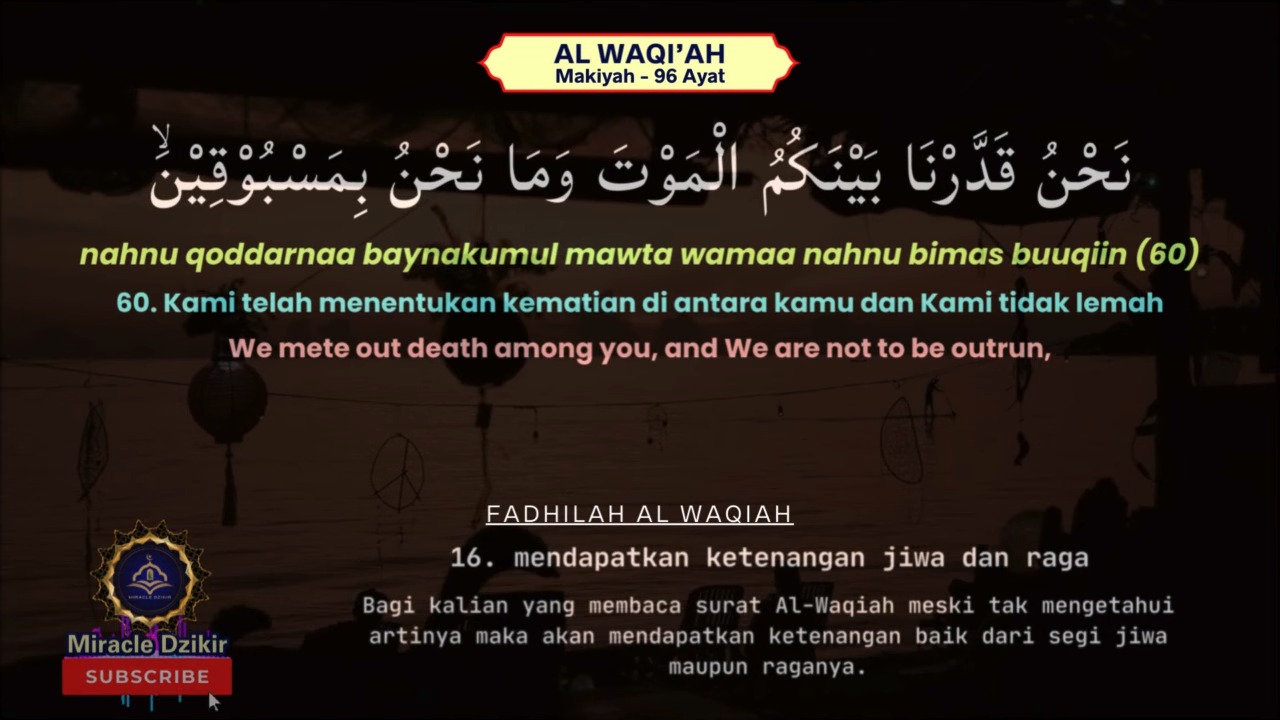 AL WAQI'AH
Makiyah - 96 Ayat
نَحْنُ قَدَّرْنَا بَيْنَكُمُ الْمَوْتَ وَمَا نَحْنُ بِمَسْبُوْقِيْنَۙ
nahnu qoddarnaa baynakumul mawta wamaa nahnu bimas buuqiin (60)
60. Kami telah menentukan kematian di antara kamu dan Kami tidak lemah
We mete out death among you, and We are not to be outrun,
FADHILAH AL WAQIAH
16. mendapatkan ketenangan jiwa dan raga
Bagi kalian yang membaca surat Al-Waqiah meski tak mengetahui
artinya maka akan mendapatkan ketenangan baik dari segi jiwa
maupun raganya.
MIRACLE DZIKIR
Miracle Dzikir
SUBSCRIBE